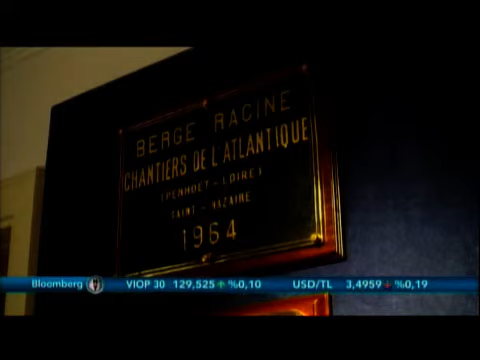 BERGE RACINE
CHANTIERS DE L'ATLANTIQUE
(PENHOET - LOIRE)
SAINT - NAZAIRE
1964
Bloomberg VIOP 30 129,525 %0,10 USD/TL 3,4959 %0,19